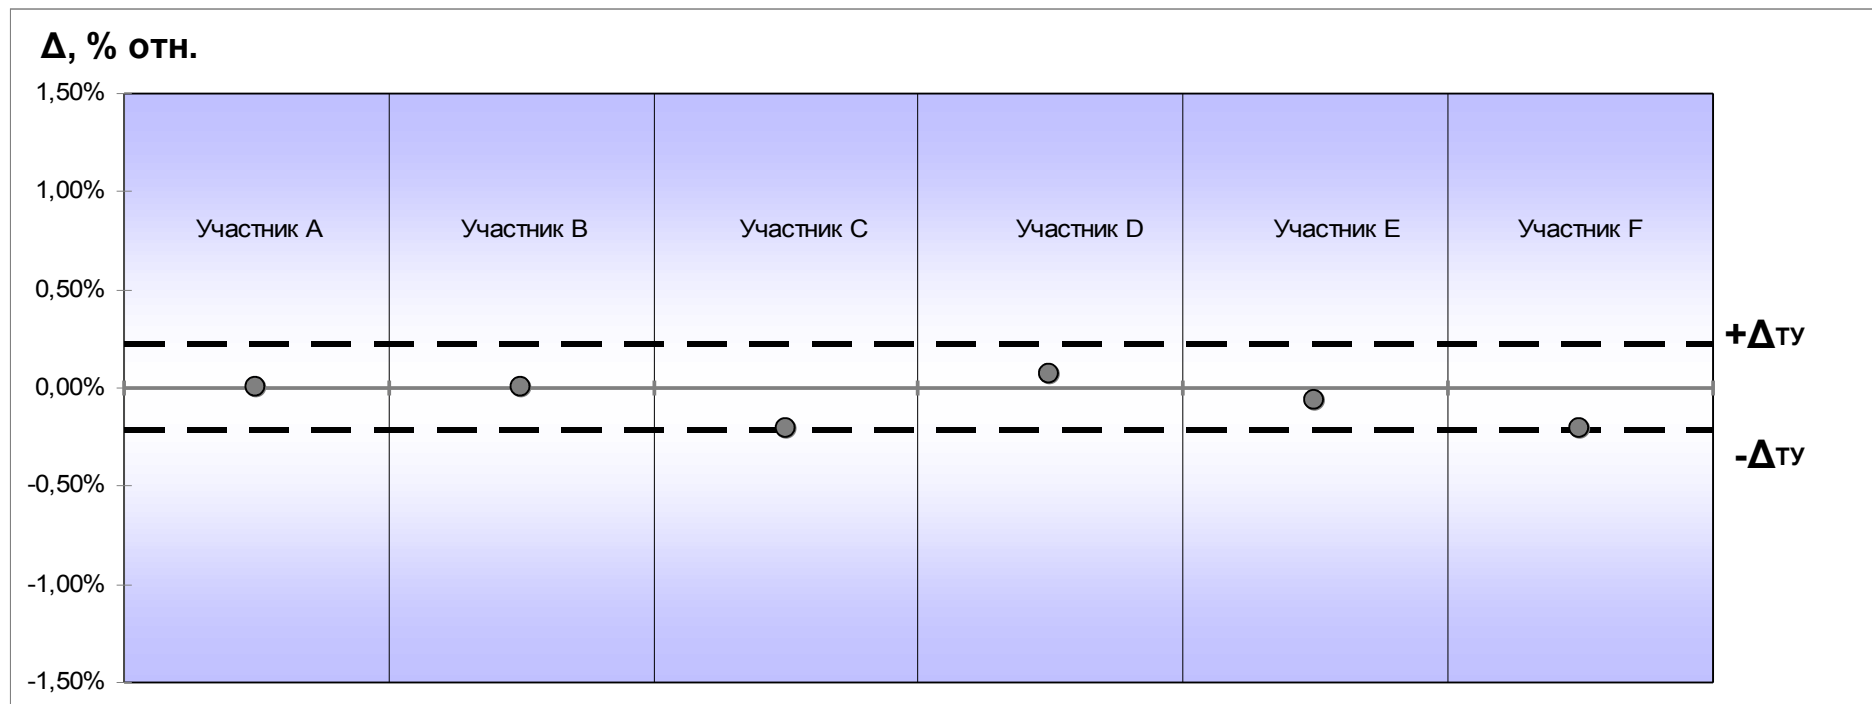 Δ, % отн.
1,50%
1,00%
Участник A
Участник B
Участник C
Участник D
Участник E
Участник F
0,50%
+ΔТУ
0,00%
-ΔТУ
-0,50%
-1,00%
-1,50%